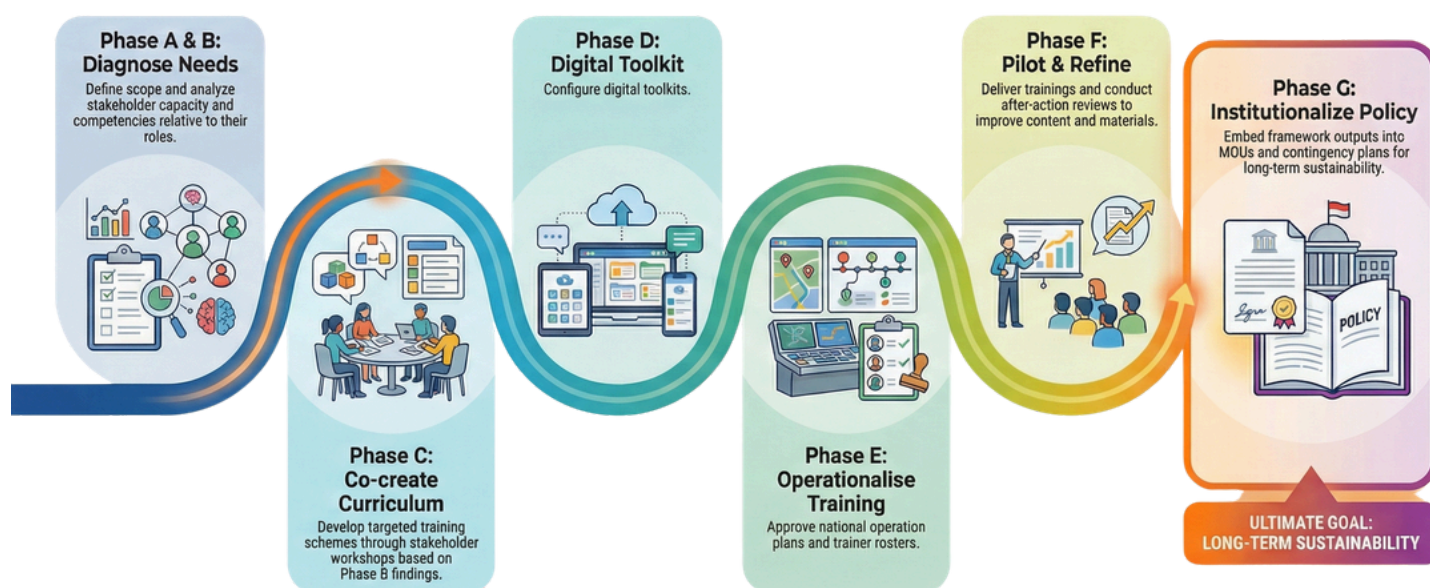 Phase A & B:
Diagnose Needs
Define scope and analyze
stakeholder capacity and
competencies relative to their
roles.
Phase C:
Co-create
Curriculum
Develop targeted training
schemes through stakeholder
workshops based on
Phase B findings.
Phase D:
Digital Toolkit
Configure digital toolkits.
Phase E:
Operationalise
Training
Approve national operation
plans and trainer rosters.
Phase F:
Pilot & Refine
Deliver trainings and conduct
after-action reviews to
improve content and materials.
Phase G:
Institutionalize Policy
Embed framework outputs into
MOUs and contingency plans for
long-term sustainability.
POLICY
ULTIMATE GOAL:
LONG-TERM SUSTAINABILITY